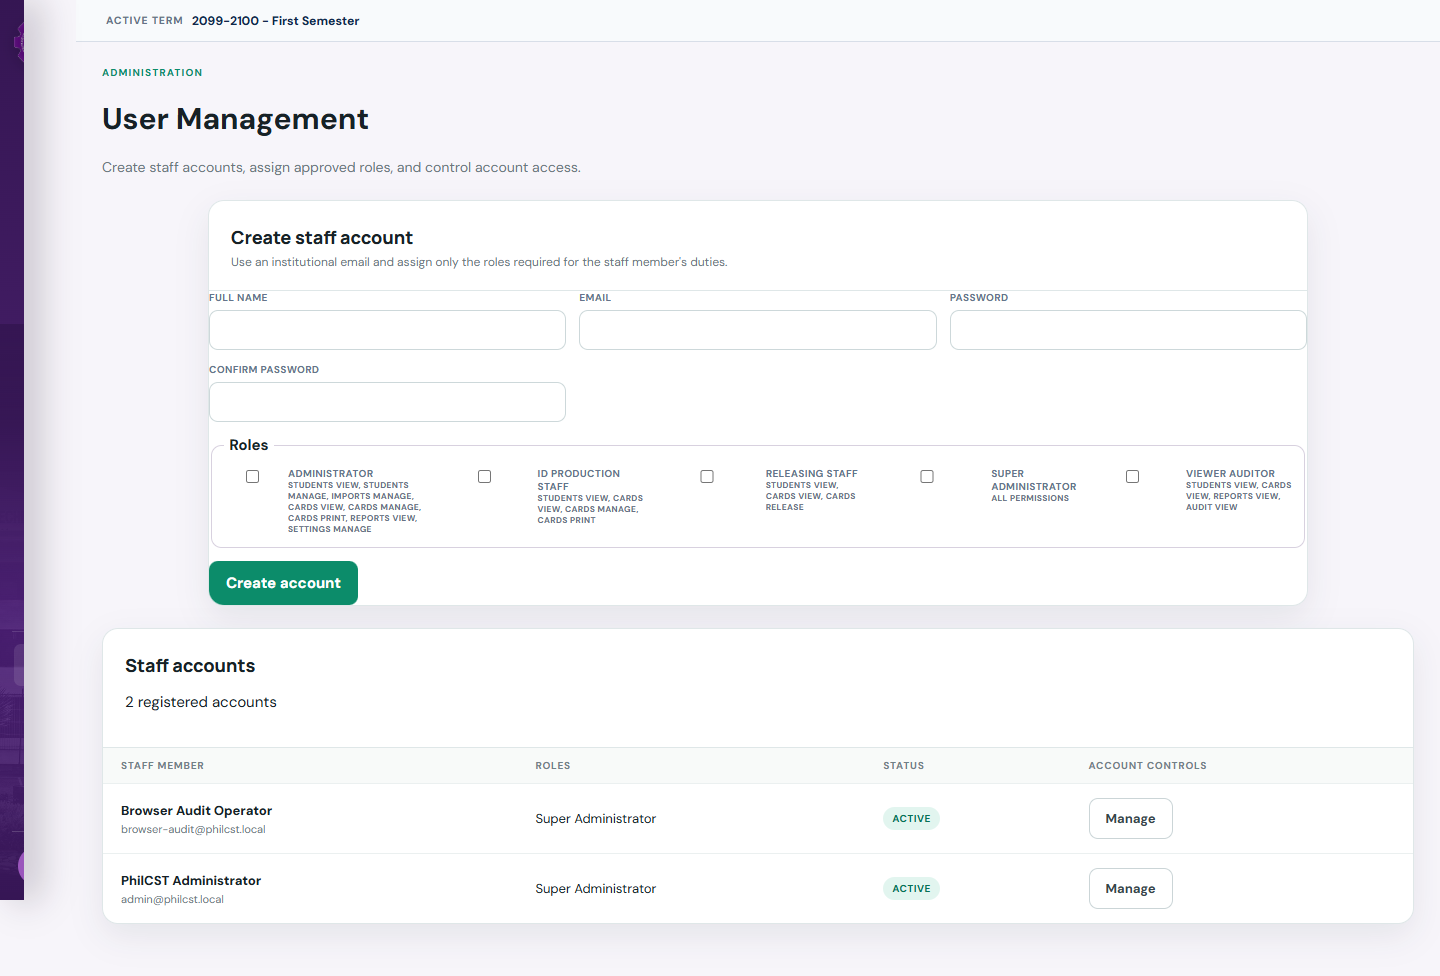 ACTIVE TERM 2099-2100 - First Semester
ADMINISTRATION
User Management
Create staff accounts, assign approved roles, and control account access.
Create staff account
Use an institutional email and assign only the roles required for the staff member's duties.
FULL NAME EMAIL PASSWORD
CONFIRM PASSWORD
Roles
ADMINISTRATOR
STUDENTS VIEW, STUDENTS
MANAGE, IMPORTS MANAGE,
CARDS VIEW, CARDS MANAGE,
CARDS PRINT, REPORTS VIEW,
SETTINGS MANAGE
ID PRODUCTION
STAFF
STUDENTS VIEW, CARDS
VIEW, CARDS MANAGE,
CARDS PRINT
RELEASING STAFF
STUDENTS VIEW,
CARDS VIEW, CARDS
RELEASE
SUPER
ADMINISTRATOR
ALL PERMISSIONS
VIEWER AUDITOR
STUDENTS VIEW, CARDS
VIEW, REPORTS VIEW,
AUDIT VIEW
Create account
Staff accounts
2 registered accounts
STAFF MEMBER ROLES STATUS ACCOUNT CONTROLS
Browser Audit Operator
browser-audit@philcst.local
Super Administrator ACTIVE Manage
PhilCST Administrator
admin@philcst.local
Super Administrator ACTIVE Manage